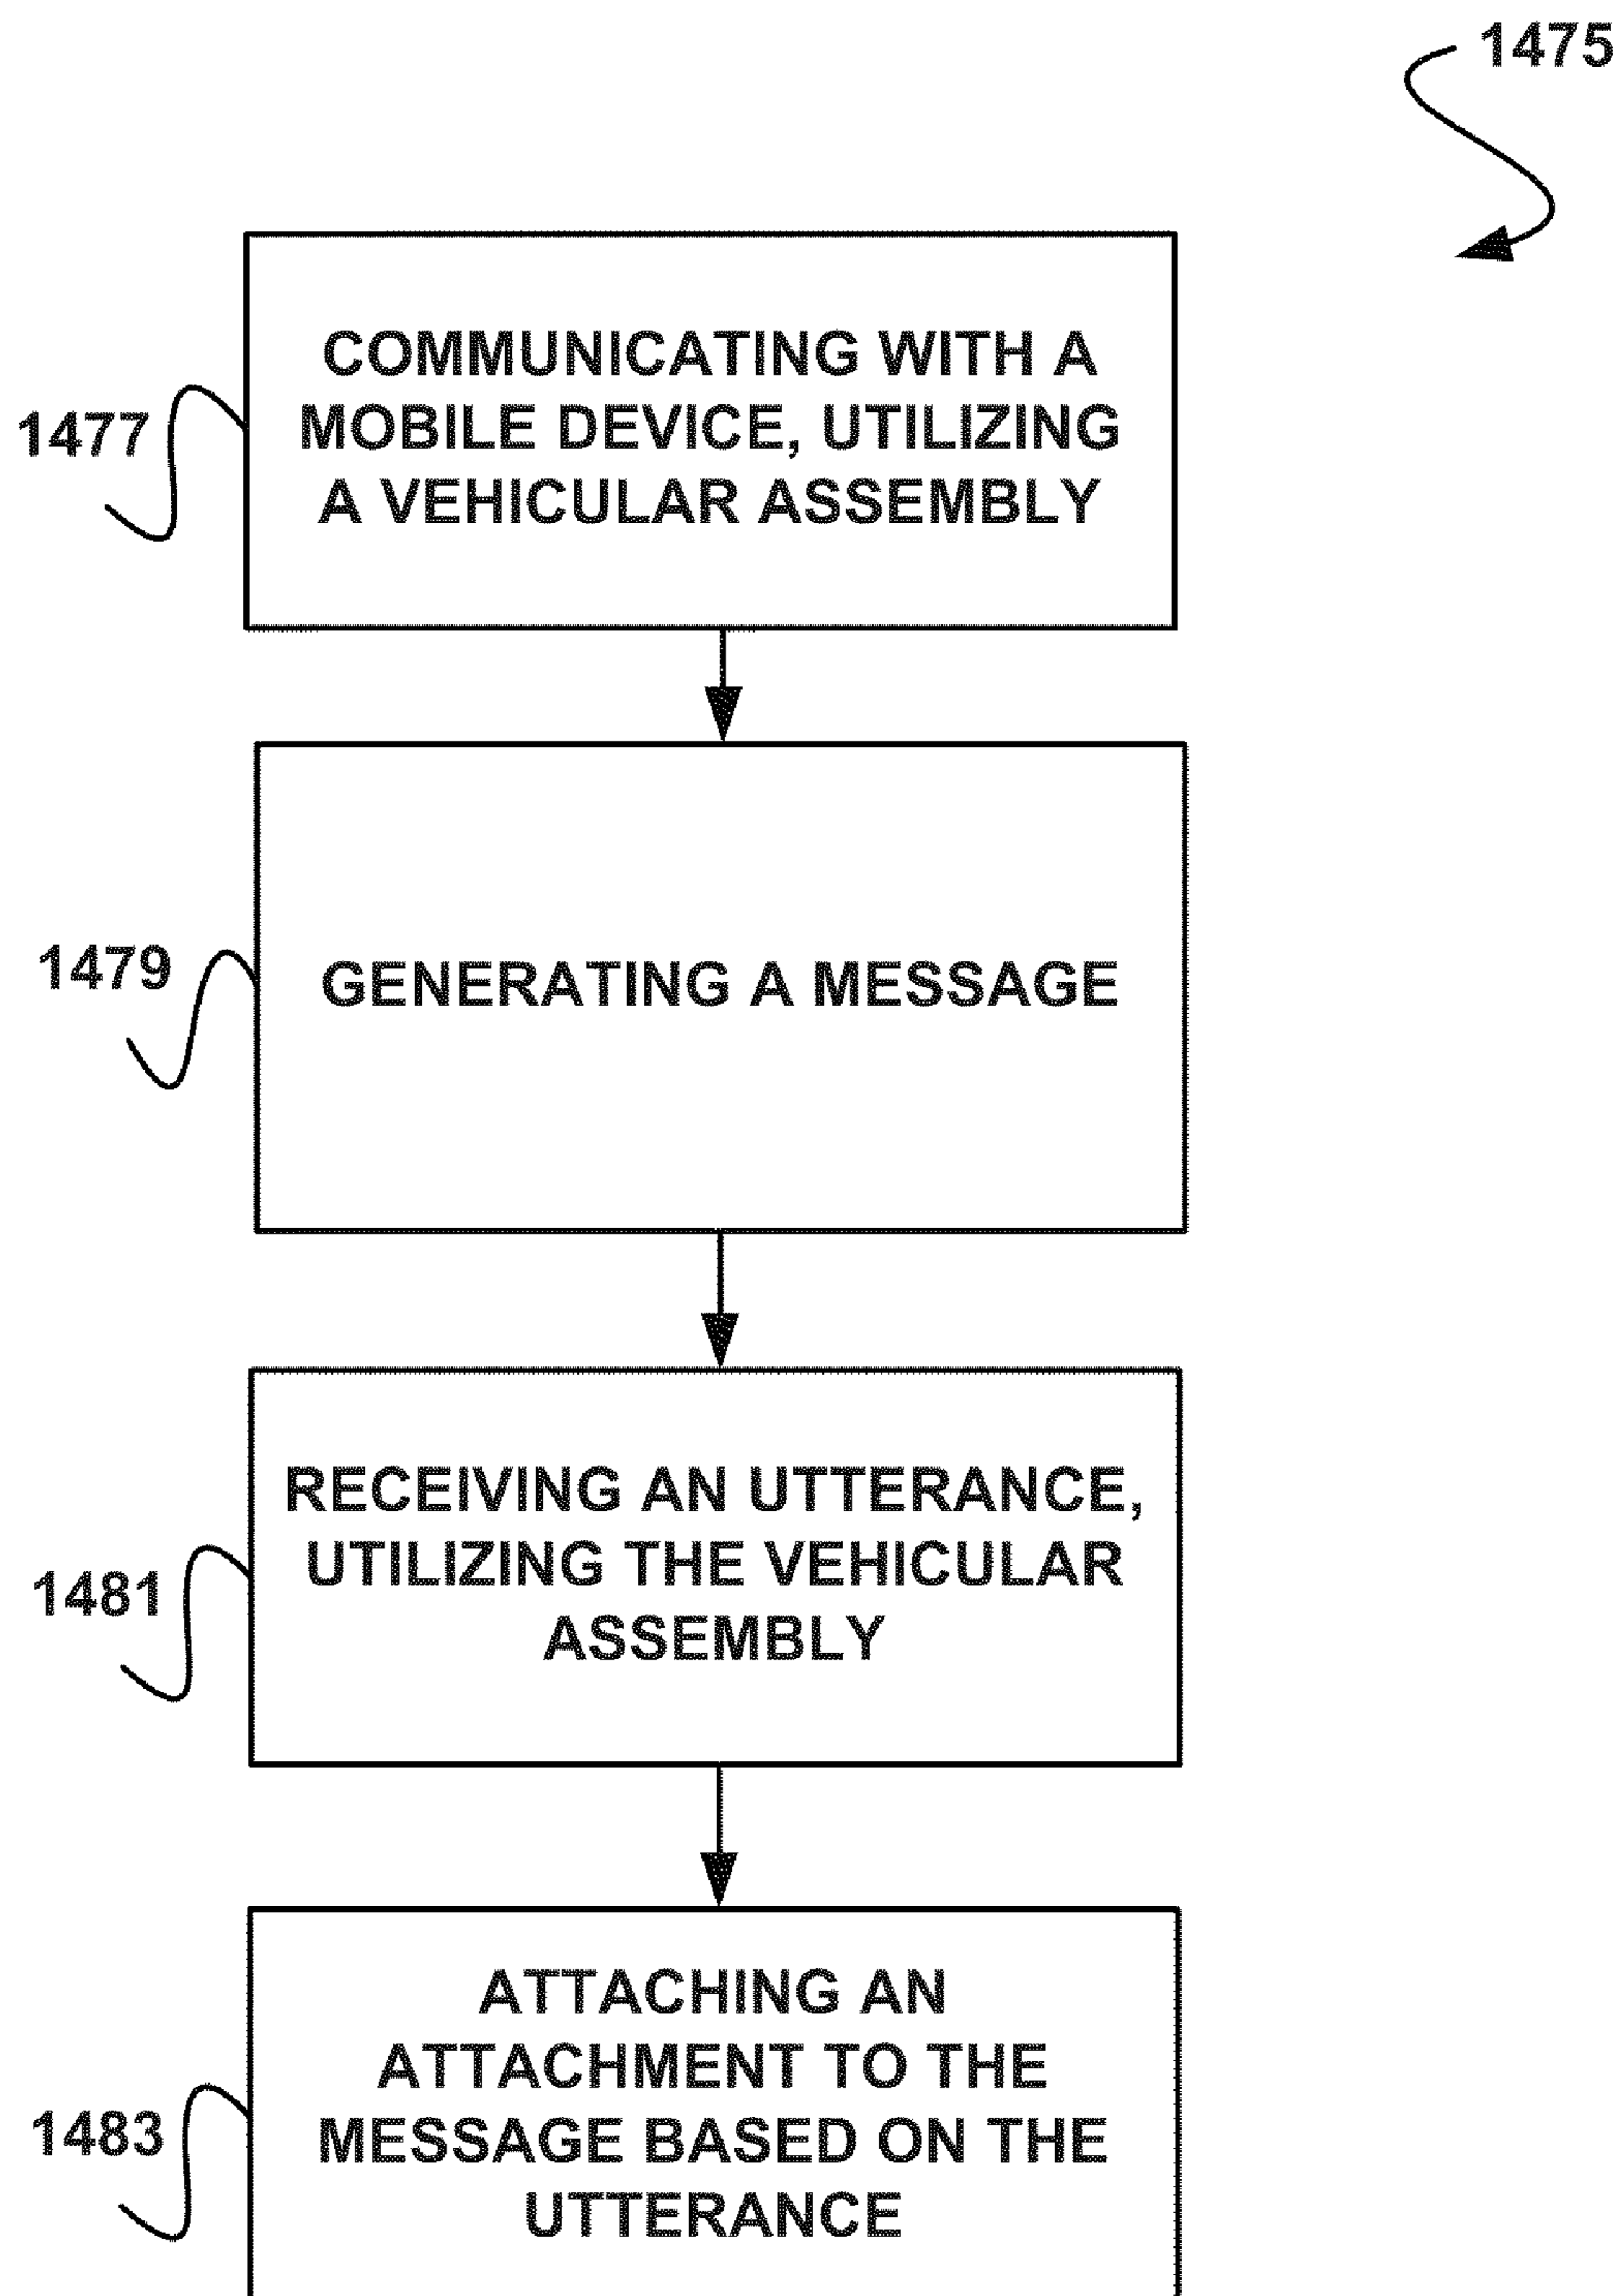 1475
COMMUNICATING WITH A
MOBILE DEVICE, UTILIZING
A VEHICULAR ASSEMBLY
1477
GENERATING A MESSAGE
1479
RECEIVING AN UTTERANCE,
UTILIZING THE VEHICULAR
ASSEMBLY
1481
ATTACHING AN
ATTACHMENT TO THE
MESSAGE BASED ON THE
UTTERANCE
1483